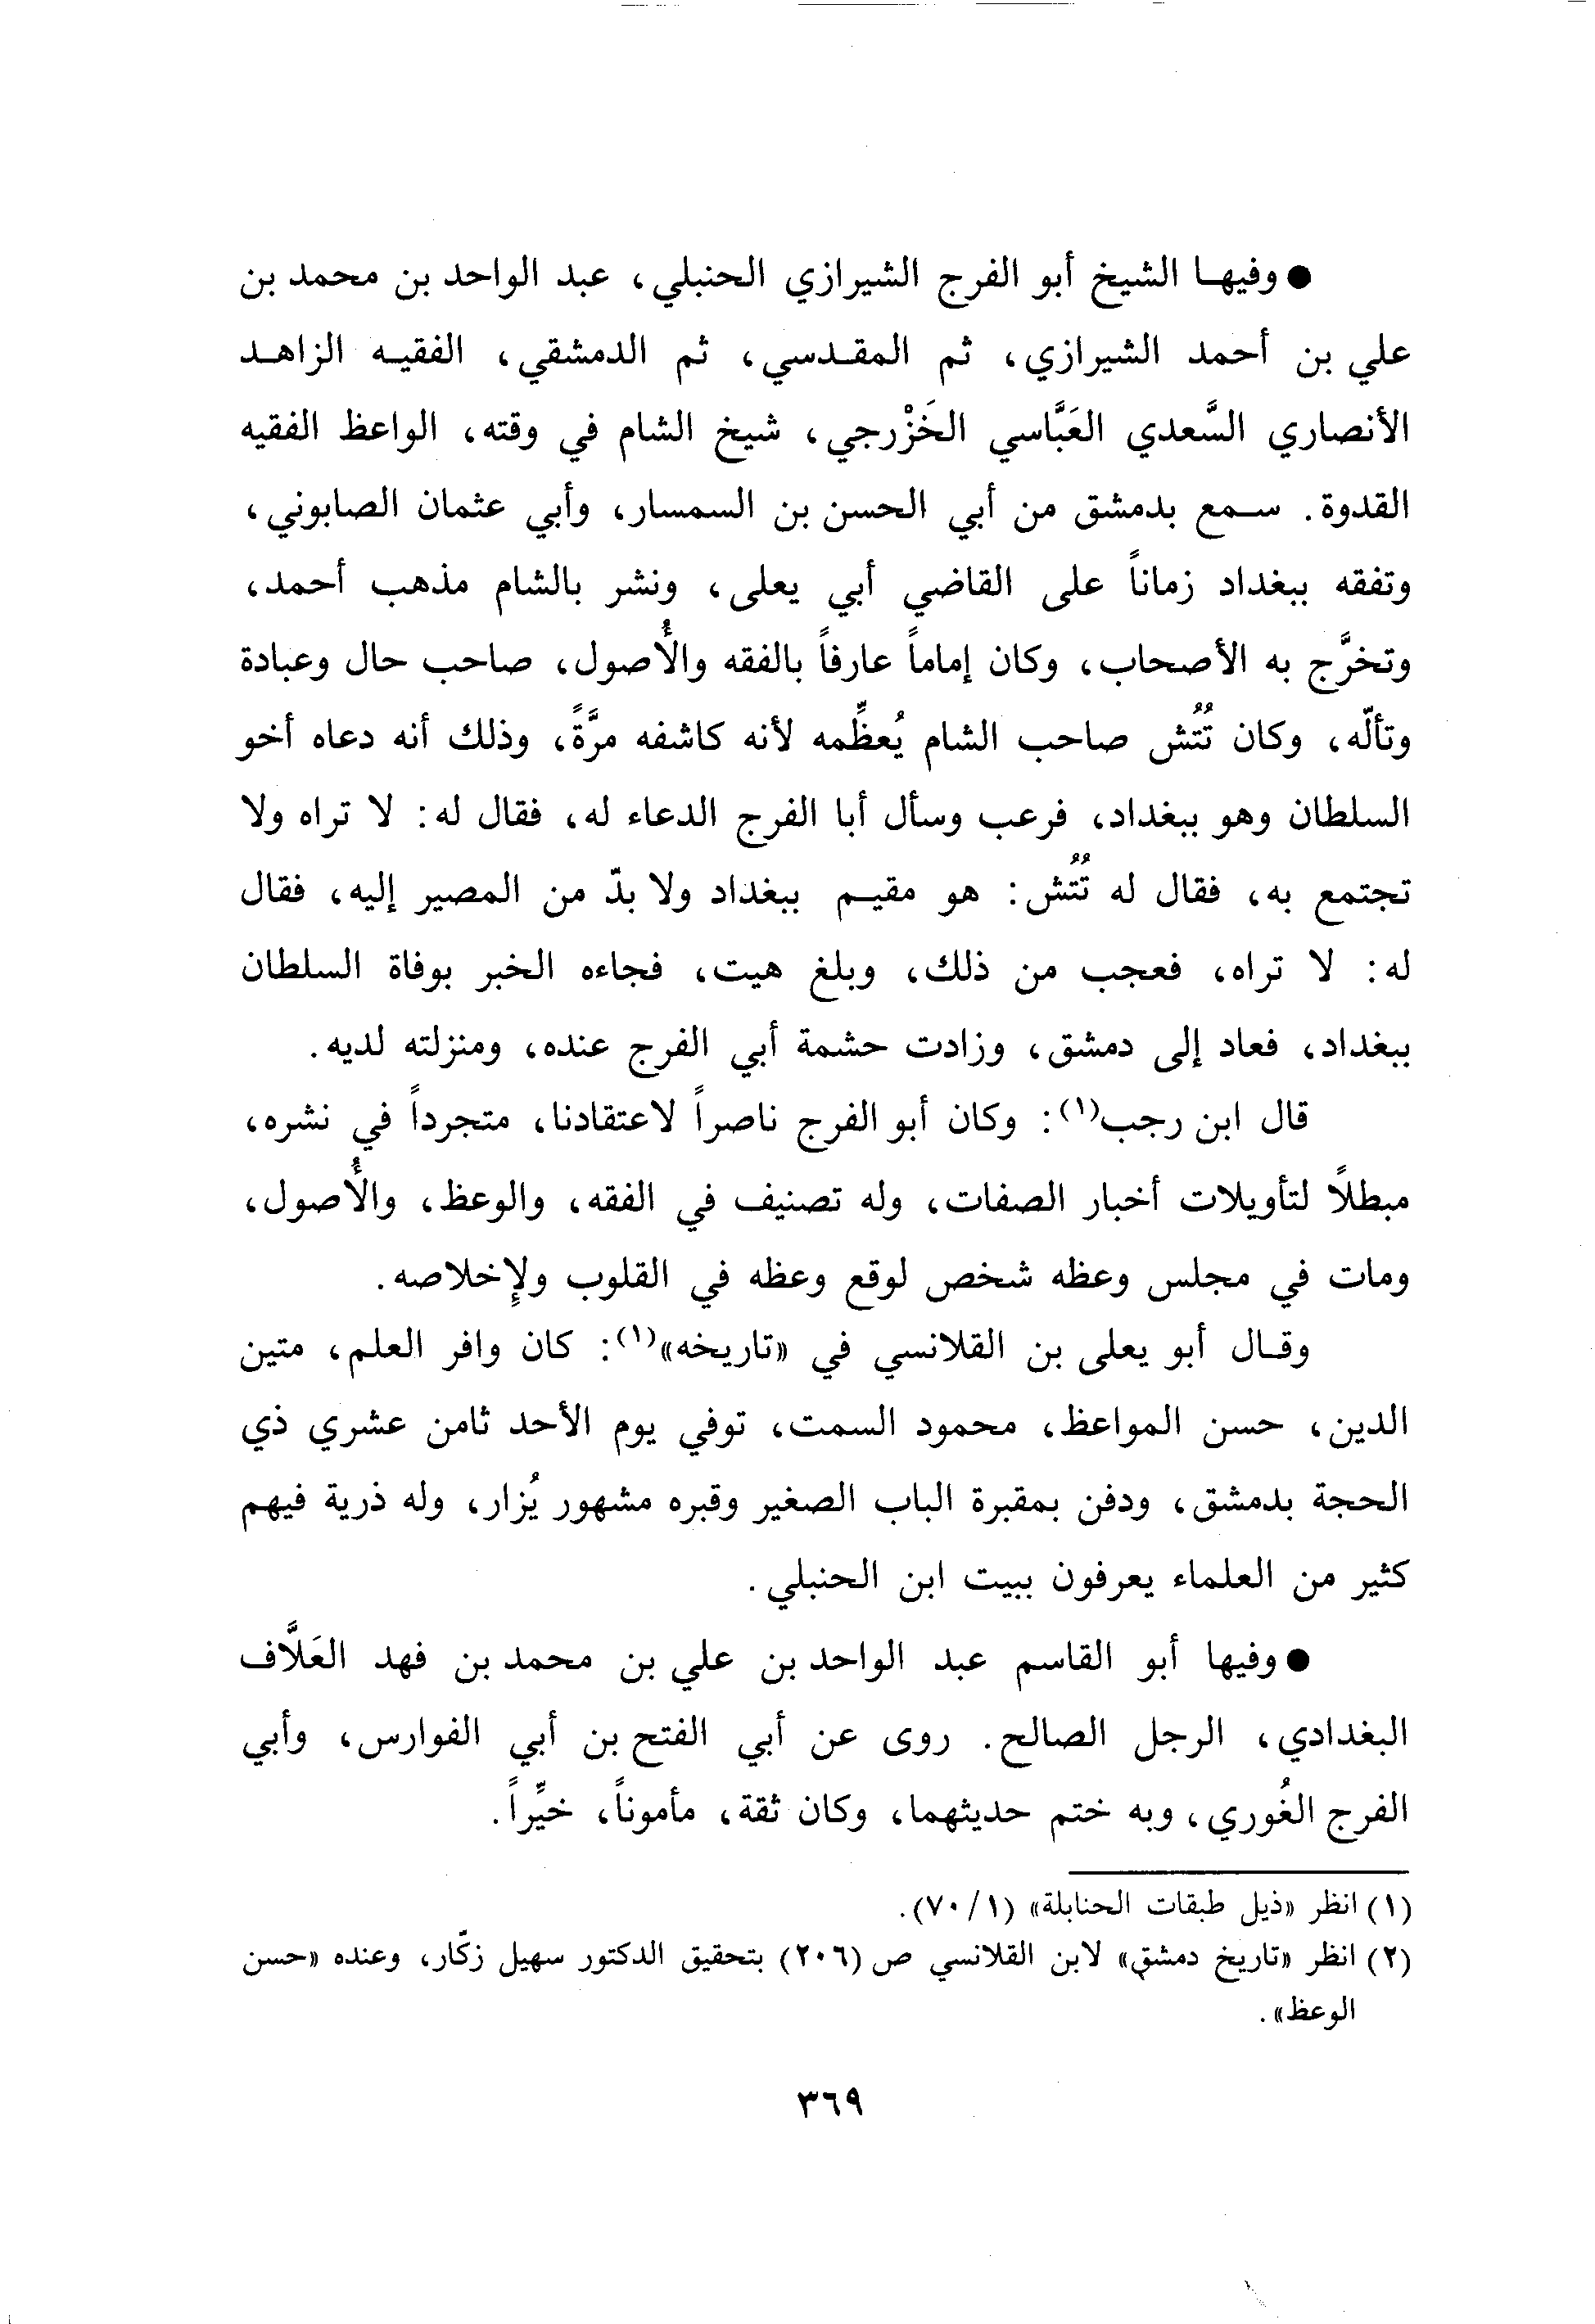 ● وفيها الشيخ أبو الفرج الشيرازي الحنبلي، عبد الواحد بن محمد بن
علي بن أحمد الشيرازي، ثم المقدسي، ثم الدمشقي، الفقيه الزاهد
الأنصاري السَّعدي العَبَّاسي الخَزْرجي، شيخ الشام في وقته، الواعظ الفقيه
القدوة. سمع بدمشق من أبي الحسن بن السمسار، وأبي عثمان الصابوني،
وتفقه ببغداد زماناً على القاضي أبي يعلى، ونشر بالشام مذهب أحمد،
وتخرَّج به الأصحاب، وكان إماماً عارفاً بالفقه والأُصول، صاحب حال وعبادة
وتألّه، وكان تُتُش صاحب الشام يُعظِّمه لأنه كاشفه مرَّةً، وذلك أنه دعاه أخو
السلطان وهو ببغداد، فرعب وسأل أبا الفرج الدعاء له، فقال له: لا تراه ولا
تجتمع به، فقال له تُتُش: هو مقيم ببغداد ولا بدّ من المصير إليه، فقال
له: لا تراه، فعجب من ذلك، وبلغ هيت، فجاءه الخبر بوفاة السلطان
ببغداد، فعاد إلى دمشق، وزادت حشمة أبي الفرج عنده، ومنزلته لديه.
قال ابن رجب(١): وكان أبو الفرج ناصراً لاعتقادنا، متجرداً في نشره،
مبطلاً لتأويلات أخبار الصفات، وله تصنيف في الفقه، والوعظ، والأُصول،
ومات في مجلس وعظه شخص لوقع وعظه في القلوب ولإِخلاصه.
وقال أبو يعلى بن القلانسي في «تاريخه»(١): كان وافر العلم، متين
الدين، حسن المواعظ، محمود السمت، توفي يوم الأحد ثامن عشري ذي
الحجة بدمشق، ودفن بمقبرة الباب الصغير وقبره مشهور يُزار، وله ذرية فيهم
كثير من العلماء يعرفون ببيت ابن الحنبلي.
● وفيها أبو القاسم عبد الواحد بن علي بن محمد بن فهد العَلَّاف
البغدادي، الرجل الصالح. روى عن أبي الفتح بن أبي الفوارس، وأبي
الفرج الغُوري، وبه ختم حديثهما، وكان ثقة، مأموناً، خيِّراً.
(١) انظر «ذيل طبقات الحنابلة» (١/ ٧٠).
(٢) انظر «تاريخ دمشق» لابن القلانسي ص (٢٠٦) بتحقيق الدكتور سهيل زكّار، وعنده «حسن
الوعظ».
٣٦٩